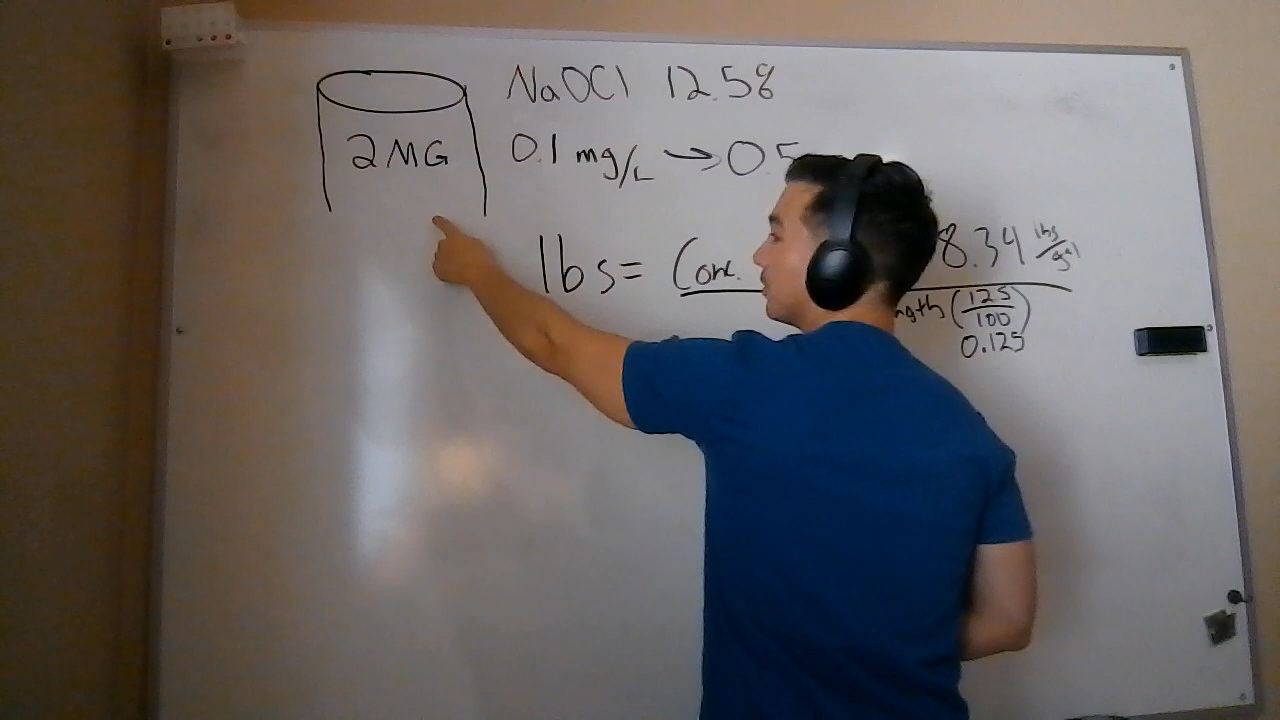 NaOCl 12.5%
2MG
0.1 mg/L → 0.5
lbs = Conc. 8.34 lbs/gal
(125/100)
0.125